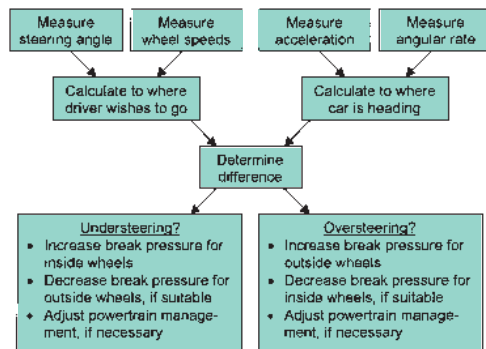 Measure
steering angle
Measure
wheel speeds
Measure
acceleration
Measure
angular rate
Calculate to where
driver wishes to go
Calculate to where
car is heading
Determine
difference
Understeering?
• Increase break pressure for
inside wheels
• Decrease break pressure for
outside wheels, if suitable
• Adjust powertrain manage-
ment, if necessary
Oversteering?
• Increase break pressure for
outside wheels
• Decrease break pressure for
inside wheels, if suitable
• Adjust powertrain manage-
ment, if necessary